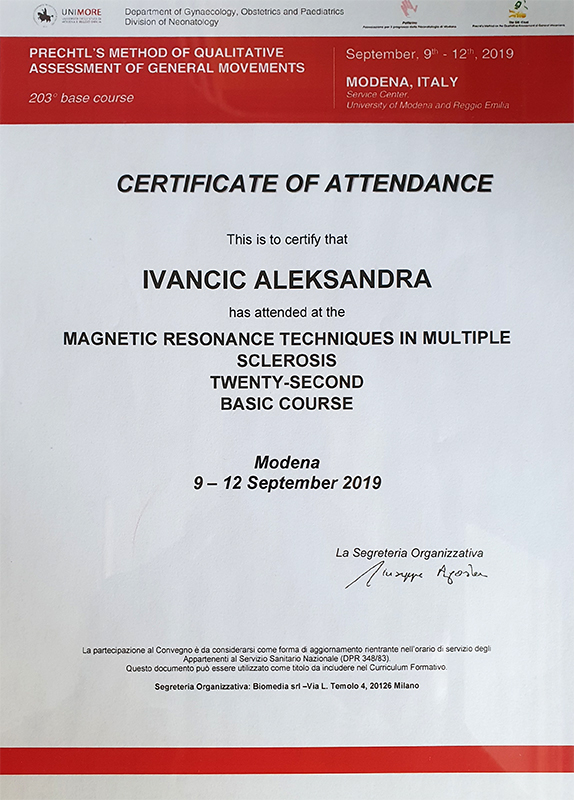 UNIMORE
Department of Gynaecology, Obstetrics and Paediatrics
Division of Neonatology
PRECHTL'S METHOD OF QUALITATIVE
ASSESSMENT OF GENERAL MOVEMENTS
203° base course
September, 9th - 12th, 2019
MODENA, ITALY
Service Center,
University of Modena and Reggio Emilia
CERTIFICATE OF ATTENDANCE
This is to certify that
IVANCIC ALEKSANDRA
has attended at the
MAGNETIC RESONANCE TECHNIQUES IN MULTIPLE
SCLEROSIS
TWENTY-SECOND
BASIC COURSE
Modena
9 – 12 September 2019
La Segreteria Organizzativa
La partecipazione al Convegno è da considerarsi come forma di aggiornamento rientrante nell'orario di servizio degli
Appartenenti al Servizio Sanitario Nazionale (DPR 348/83).
Questo documento può essere utilizzato come titolo da includere nel Curriculum Formativo.
Segreteria Organizzativa: Biomedia srl –Via L. Temolo 4, 20126 Milano